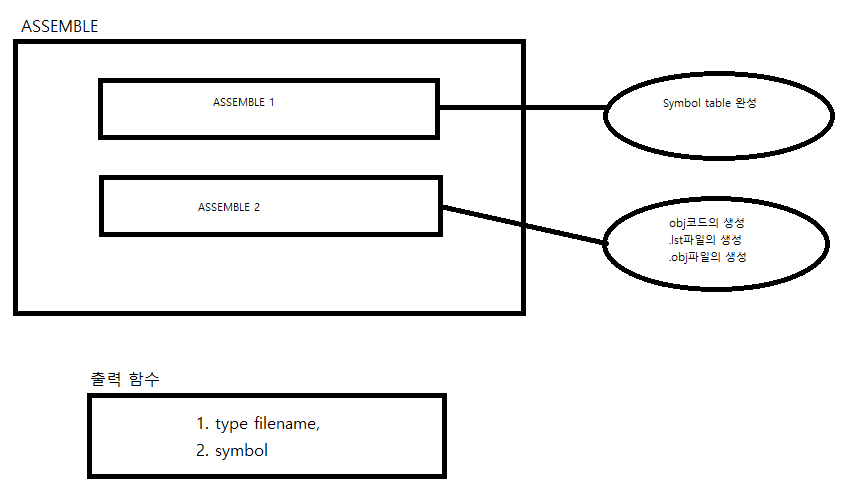 ASSEMBLE
ASSEMBLE 1
Symbol table 완성
ASSEMBLE 2
obj코드의 생성
.lst파일의 생성
.obj파일의 생성
출력 함수
1. type filename,
2. symbol